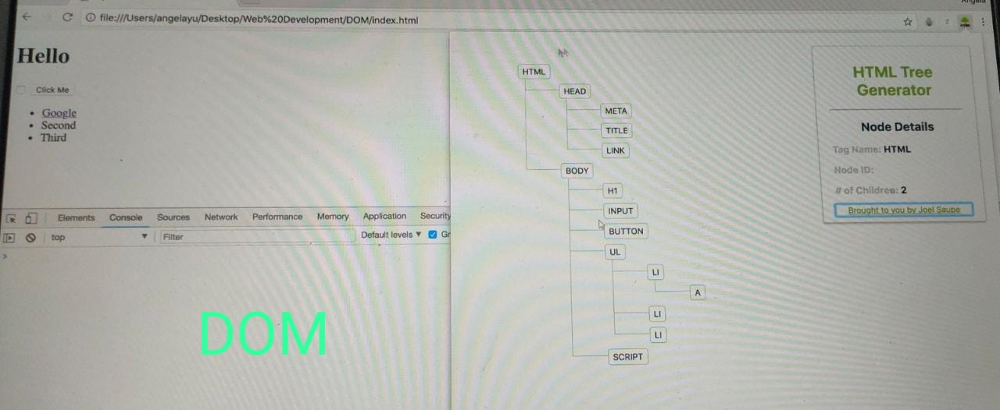 file:///Users/angelayu/Desktop/Web%20Development/DOM/index.html
Hello
Click Me
Google
Second
Third
Elements Console Sources Network Performance Memory Application Security
top Filter Default levels Gr
DOM
HTML
HEAD
META
TITLE
LINK
BODY
H1
INPUT
BUTTON
UL
LI
A
LI
LI
SCRIPT
HTML Tree
Generator
Node Details
Tag Name: HTML
Node ID:
# of Children: 2
Brought to you by Joel Saupe